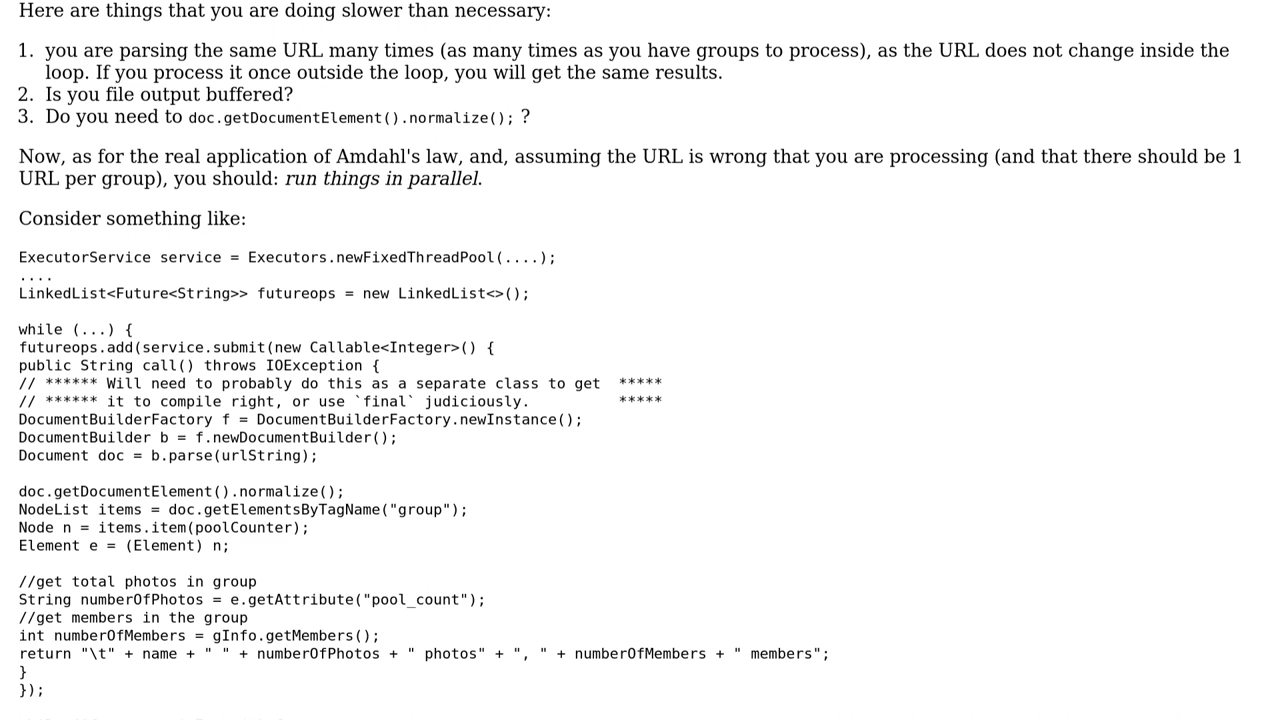 Here are things that you are doing slower than necessary:
1. you are parsing the same URL many times (as many times as you have groups to process), as the URL does not change inside the
loop. If you process it once outside the loop, you will get the same results.
2. Is you file output buffered?
3. Do you need to doc.getDocumentElement().normalize(); ?
Now, as for the real application of Amdahl's law, and, assuming the URL is wrong that you are processing (and that there should be 1
URL per group), you should: run things in parallel.
Consider something like:
ExecutorService service = Executors.newFixedThreadPool(....);
....
LinkedList<Future<String>> futureops = new LinkedList<>();
while (...) {
futureops.add(service.submit(new Callable<Integer>() {
public String call() throws IOException {
// ****** Will need to probably do this as a separate class to get  *****
// ****** it to compile right, or use `final` judiciously.          *****
DocumentBuilderFactory f = DocumentBuilderFactory.newInstance();
DocumentBuilder b = f.newDocumentBuilder();
Document doc = b.parse(urlString);
doc.getDocumentElement().normalize();
NodeList items = doc.getElementsByTagName("group");
Node n = items.item(poolCounter);
Element e = (Element) n;
//get total photos in group
String numberOfPhotos = e.getAttribute("pool_count");
//get members in the group
int numberOfMembers = gInfo.getMembers();
return "\t" + name + " " + numberOfPhotos + " photos" + ", " + numberOfMembers + " members";
}
});